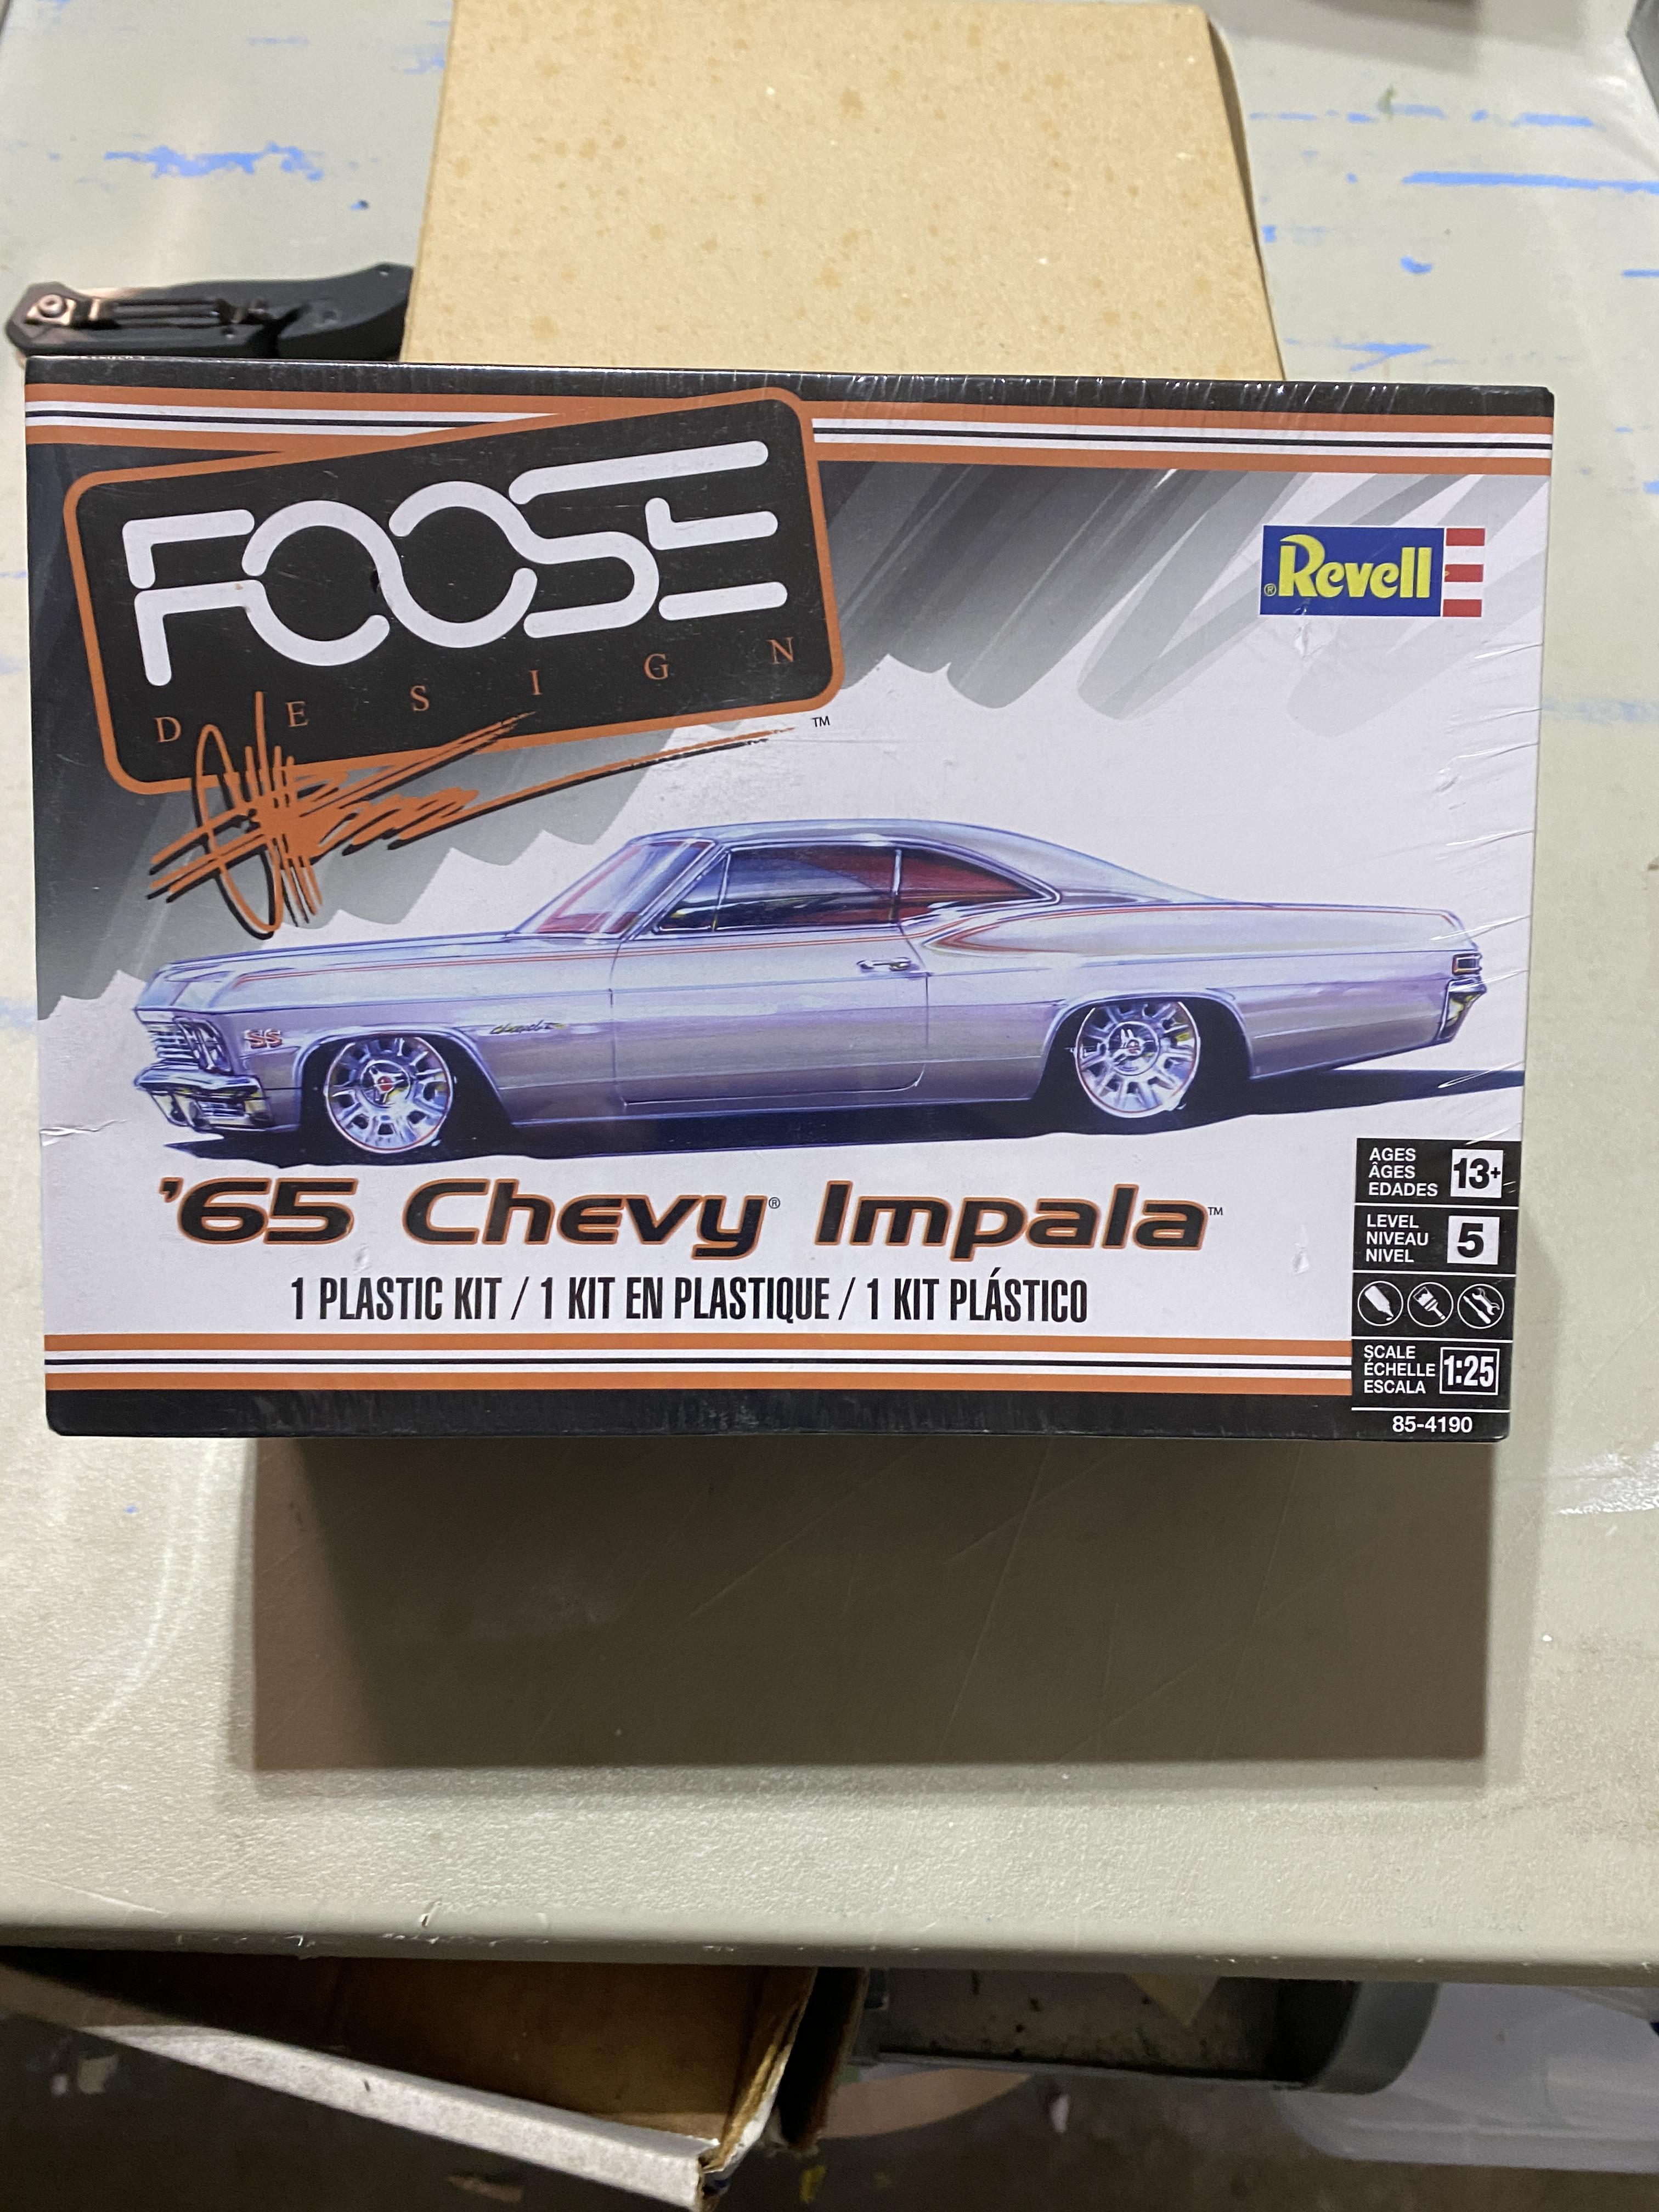 FOOSE
DESIGN
™
®Revell
SS
Chevrolet
'65 Chevy® Impala™
1 PLASTIC KIT / 1 KIT EN PLASTIQUE / 1 KIT PLÁSTICO
AGES
ÂGES
EDADES
13+
LEVEL
NIVEAU
NIVEL
5
SCALE
ÉCHELLE
ESCALA
1:25
85-4190